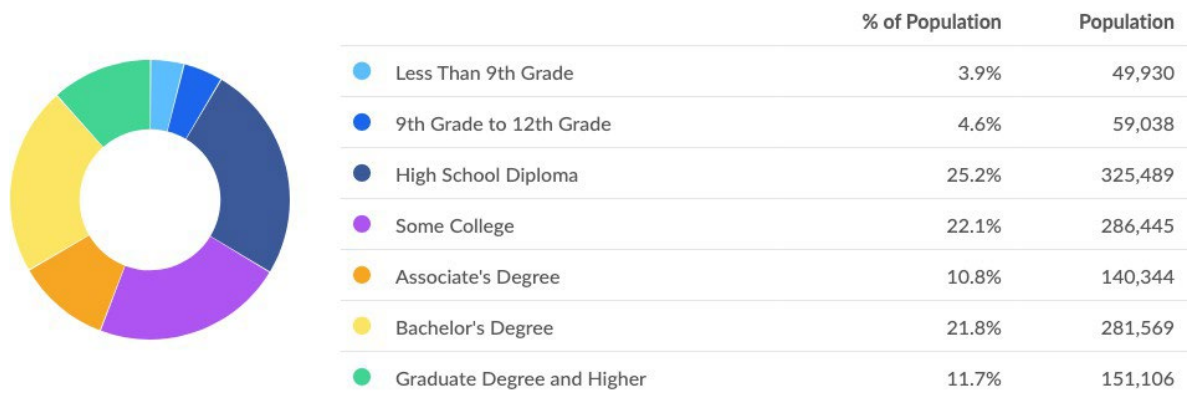 % of Population Population
Less Than 9th Grade 3.9% 49,930
9th Grade to 12th Grade 4.6% 59,038
High School Diploma 25.2% 325,489
Some College 22.1% 286,445
Associate's Degree 10.8% 140,344
Bachelor's Degree 21.8% 281,569
Graduate Degree and Higher 11.7% 151,106